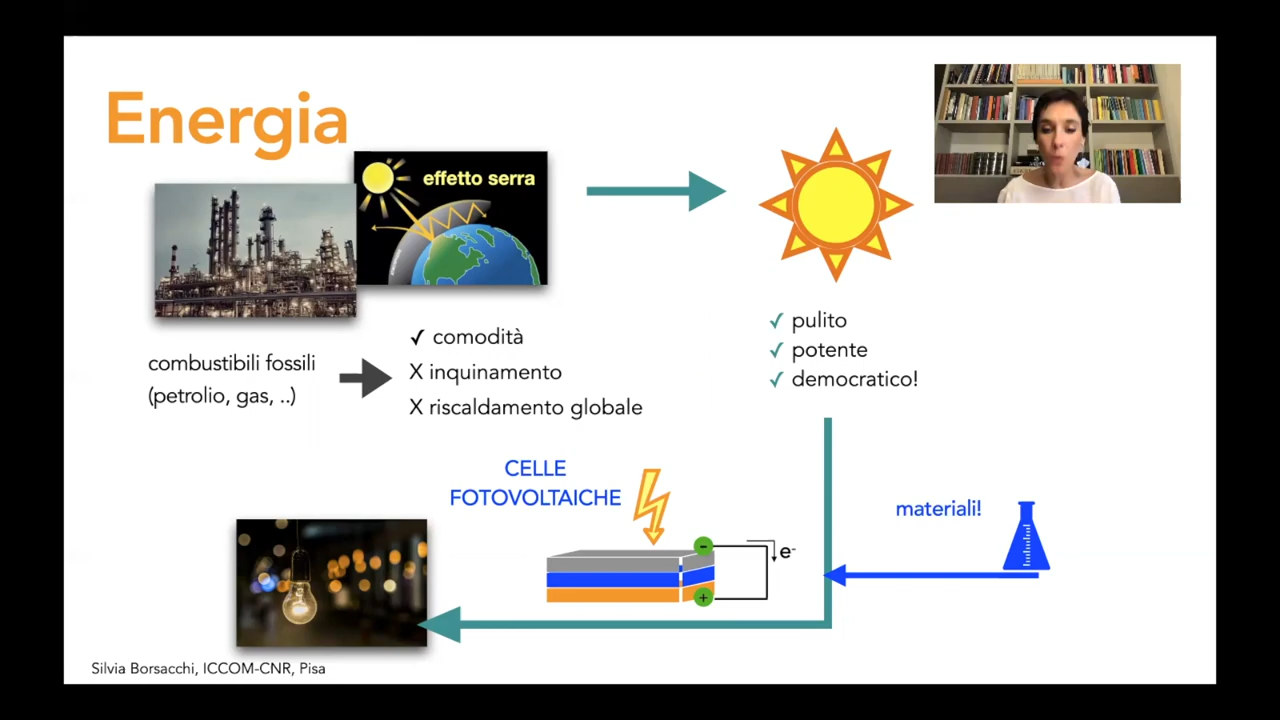 Energia
effetto serra
combustibili fossili
(petrolio, gas, ..)
✓ comodità
X inquinamento
X riscaldamento globale
✓ pulito
✓ potente
✓ democratico!
CELLE
FOTOVOLTAICHE
- e-
+
materiali!
Silvia Borsacchi, ICCOM-CNR, Pisa